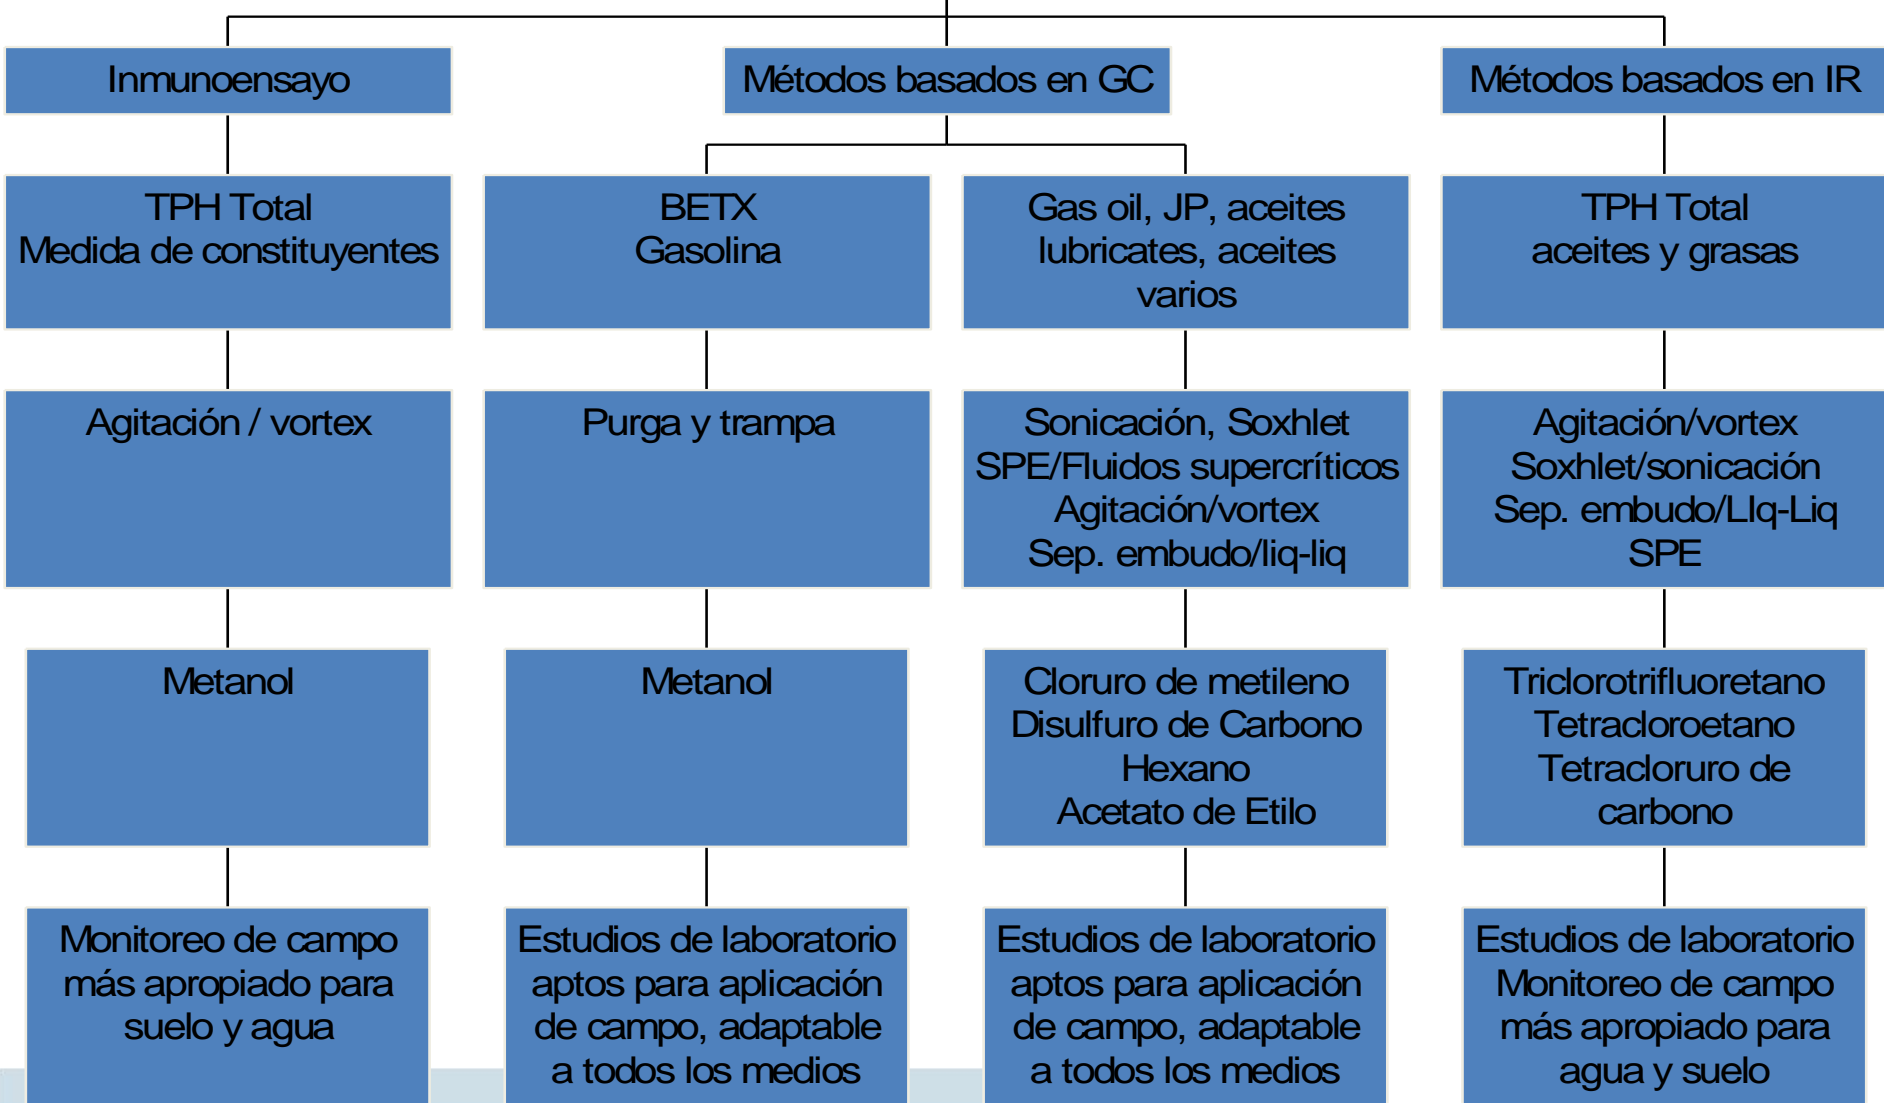 Inmunoensayo
Métodos basados en GC
Métodos basados en IR
TPH Total
Medida de constituyentes
BETX
Gasolina
Gas oil, JP, aceites
lubricates, aceites
varios
TPH Total
aceites y grasas
Agitación / vortex
Purga y trampa
Sonicación, Soxhlet
SPE/Fluidos supercríticos
Agitación/vortex
Sep. embudo/liq-liq
Agitación/vortex
Soxhlet/sonicación
Sep. embudo/LIq-Liq
SPE
Metanol
Metanol
Cloruro de metileno
Disulfuro de Carbono
Hexano
Acetato de Etilo
Triclorotrifluoretano
Tetracloroetano
Tetracloruro de
carbono
Monitoreo de campo
más apropiado para
suelo y agua
Estudios de laboratorio
aptos para aplicación
de campo, adaptable
a todos los medios
Estudios de laboratorio
aptos para aplicación
de campo, adaptable
a todos los medios
Estudios de laboratorio
Monitoreo de campo
más apropiado para
agua y suelo